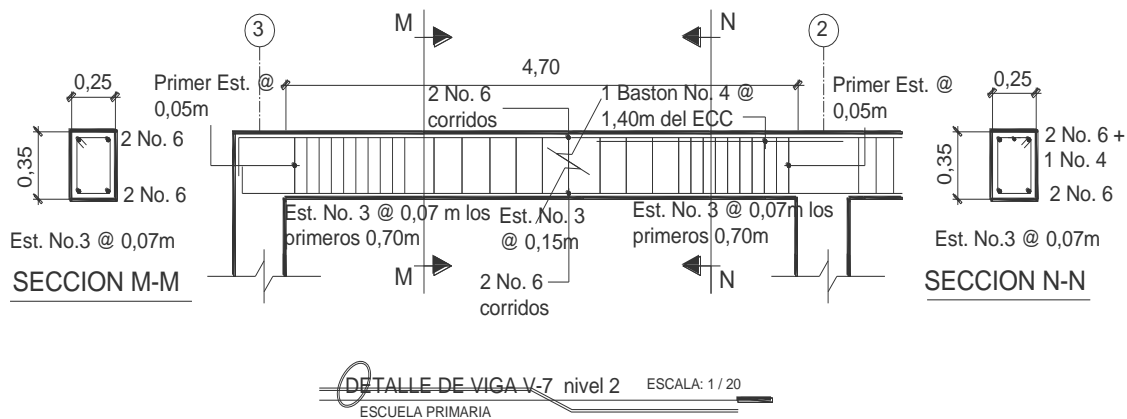 3
M
N
2
4,70
0,25
Primer Est. @
0,05m
2 No. 6
corridos
1 Baston No. 4 @
1,40m del ECC
Primer Est. @
0,05m
0,25
0,35
2 No. 6
2 No. 6
0,35
2 No. 6 +
1 No. 4
2 No. 6
Est. No. 3 @ 0,07 m los
primeros 0,70m
Est. No. 3
@ 0,15m
Est. No. 3 @ 0,07m los
primeros 0,70m
Est. No.3 @ 0,07m
SECCION M-M
M
2 No. 6
corridos
N
Est. No.3 @ 0,07m
SECCION N-N
DETALLE DE VIGA V-7 nivel 2
ESCALA: 1 / 20
ESCUELA PRIMARIA